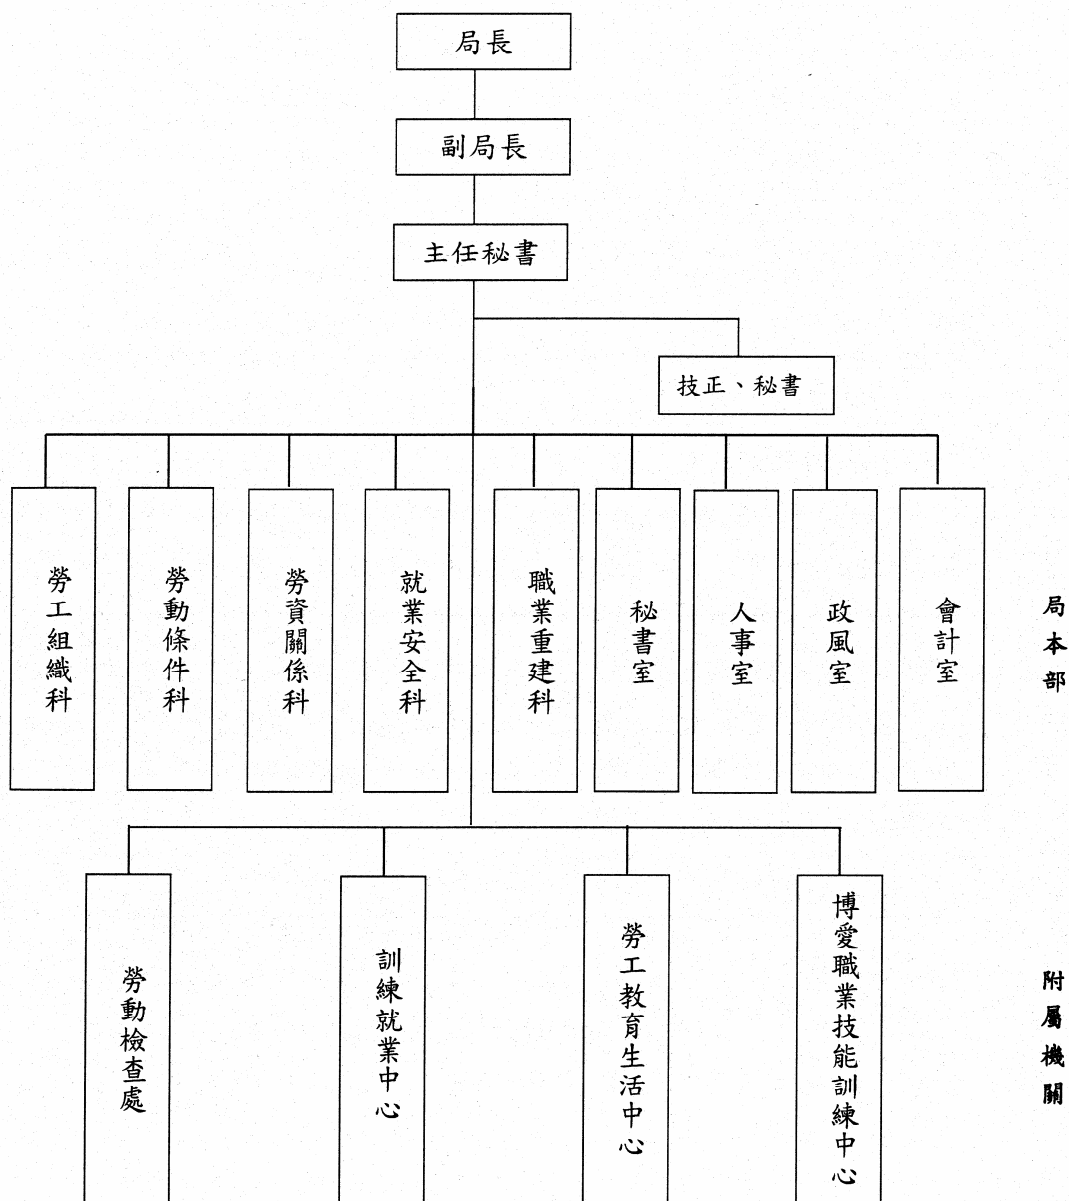 局長
副局長
主任秘書
技正、秘書
勞工組織科
勞動條件科
勞資關係科
就業安全科
職業重建科
秘書室
人事室
政風室
會計室
局本部
勞動檢查處
訓練就業中心
勞工教育生活中心
博愛職業技能訓練中心
附屬機關